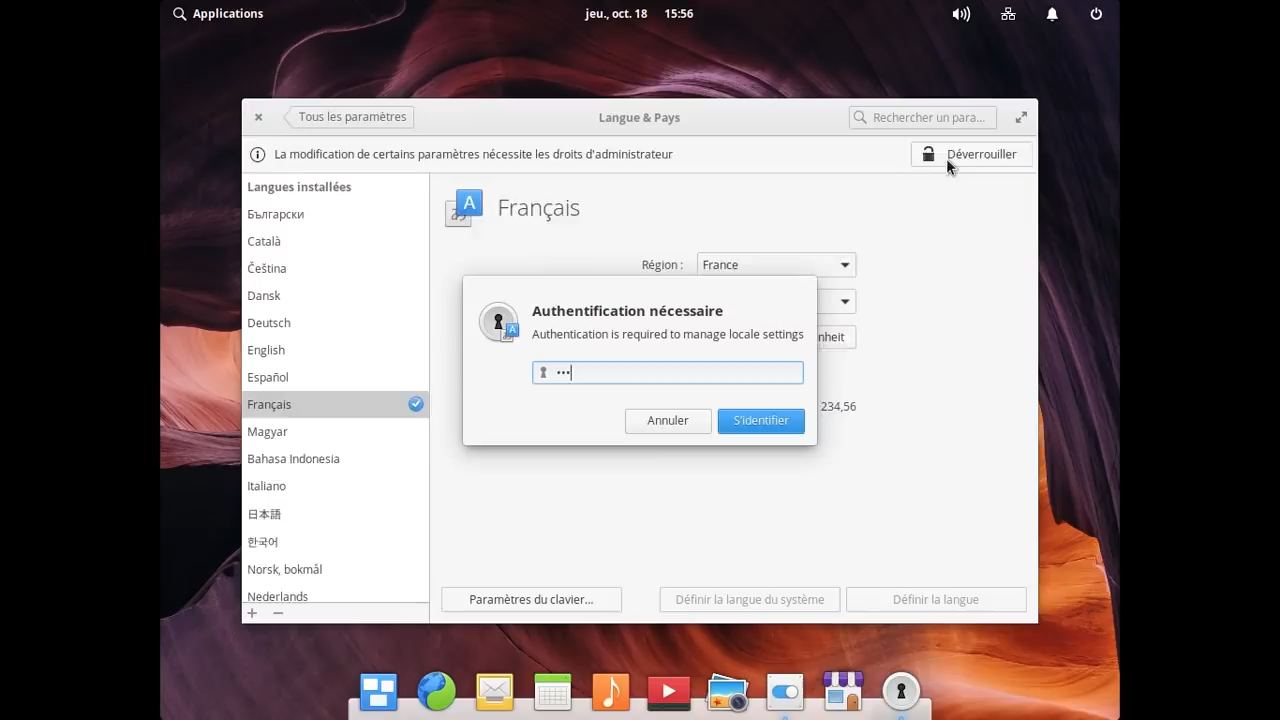 Applications
jeu., oct. 18 15:56
Tous les paramètres
Langue & Pays
Rechercher un para...
La modification de certains paramètres nécessite les droits d'administrateur
Déverrouiller
Langues installées
Български
Català
Čeština
Dansk
Deutsch
English
Español
Français
Magyar
Bahasa Indonesia
Italiano
日本語
한국어
Norsk, bokmål
Nederlands
A
Français
Région :
France
nheit
234,56
Authentification nécessaire
Authentication is required to manage locale settings
•••
Annuler
S'identifier
Paramètres du clavier...
Définir la langue du système
Définir la langue